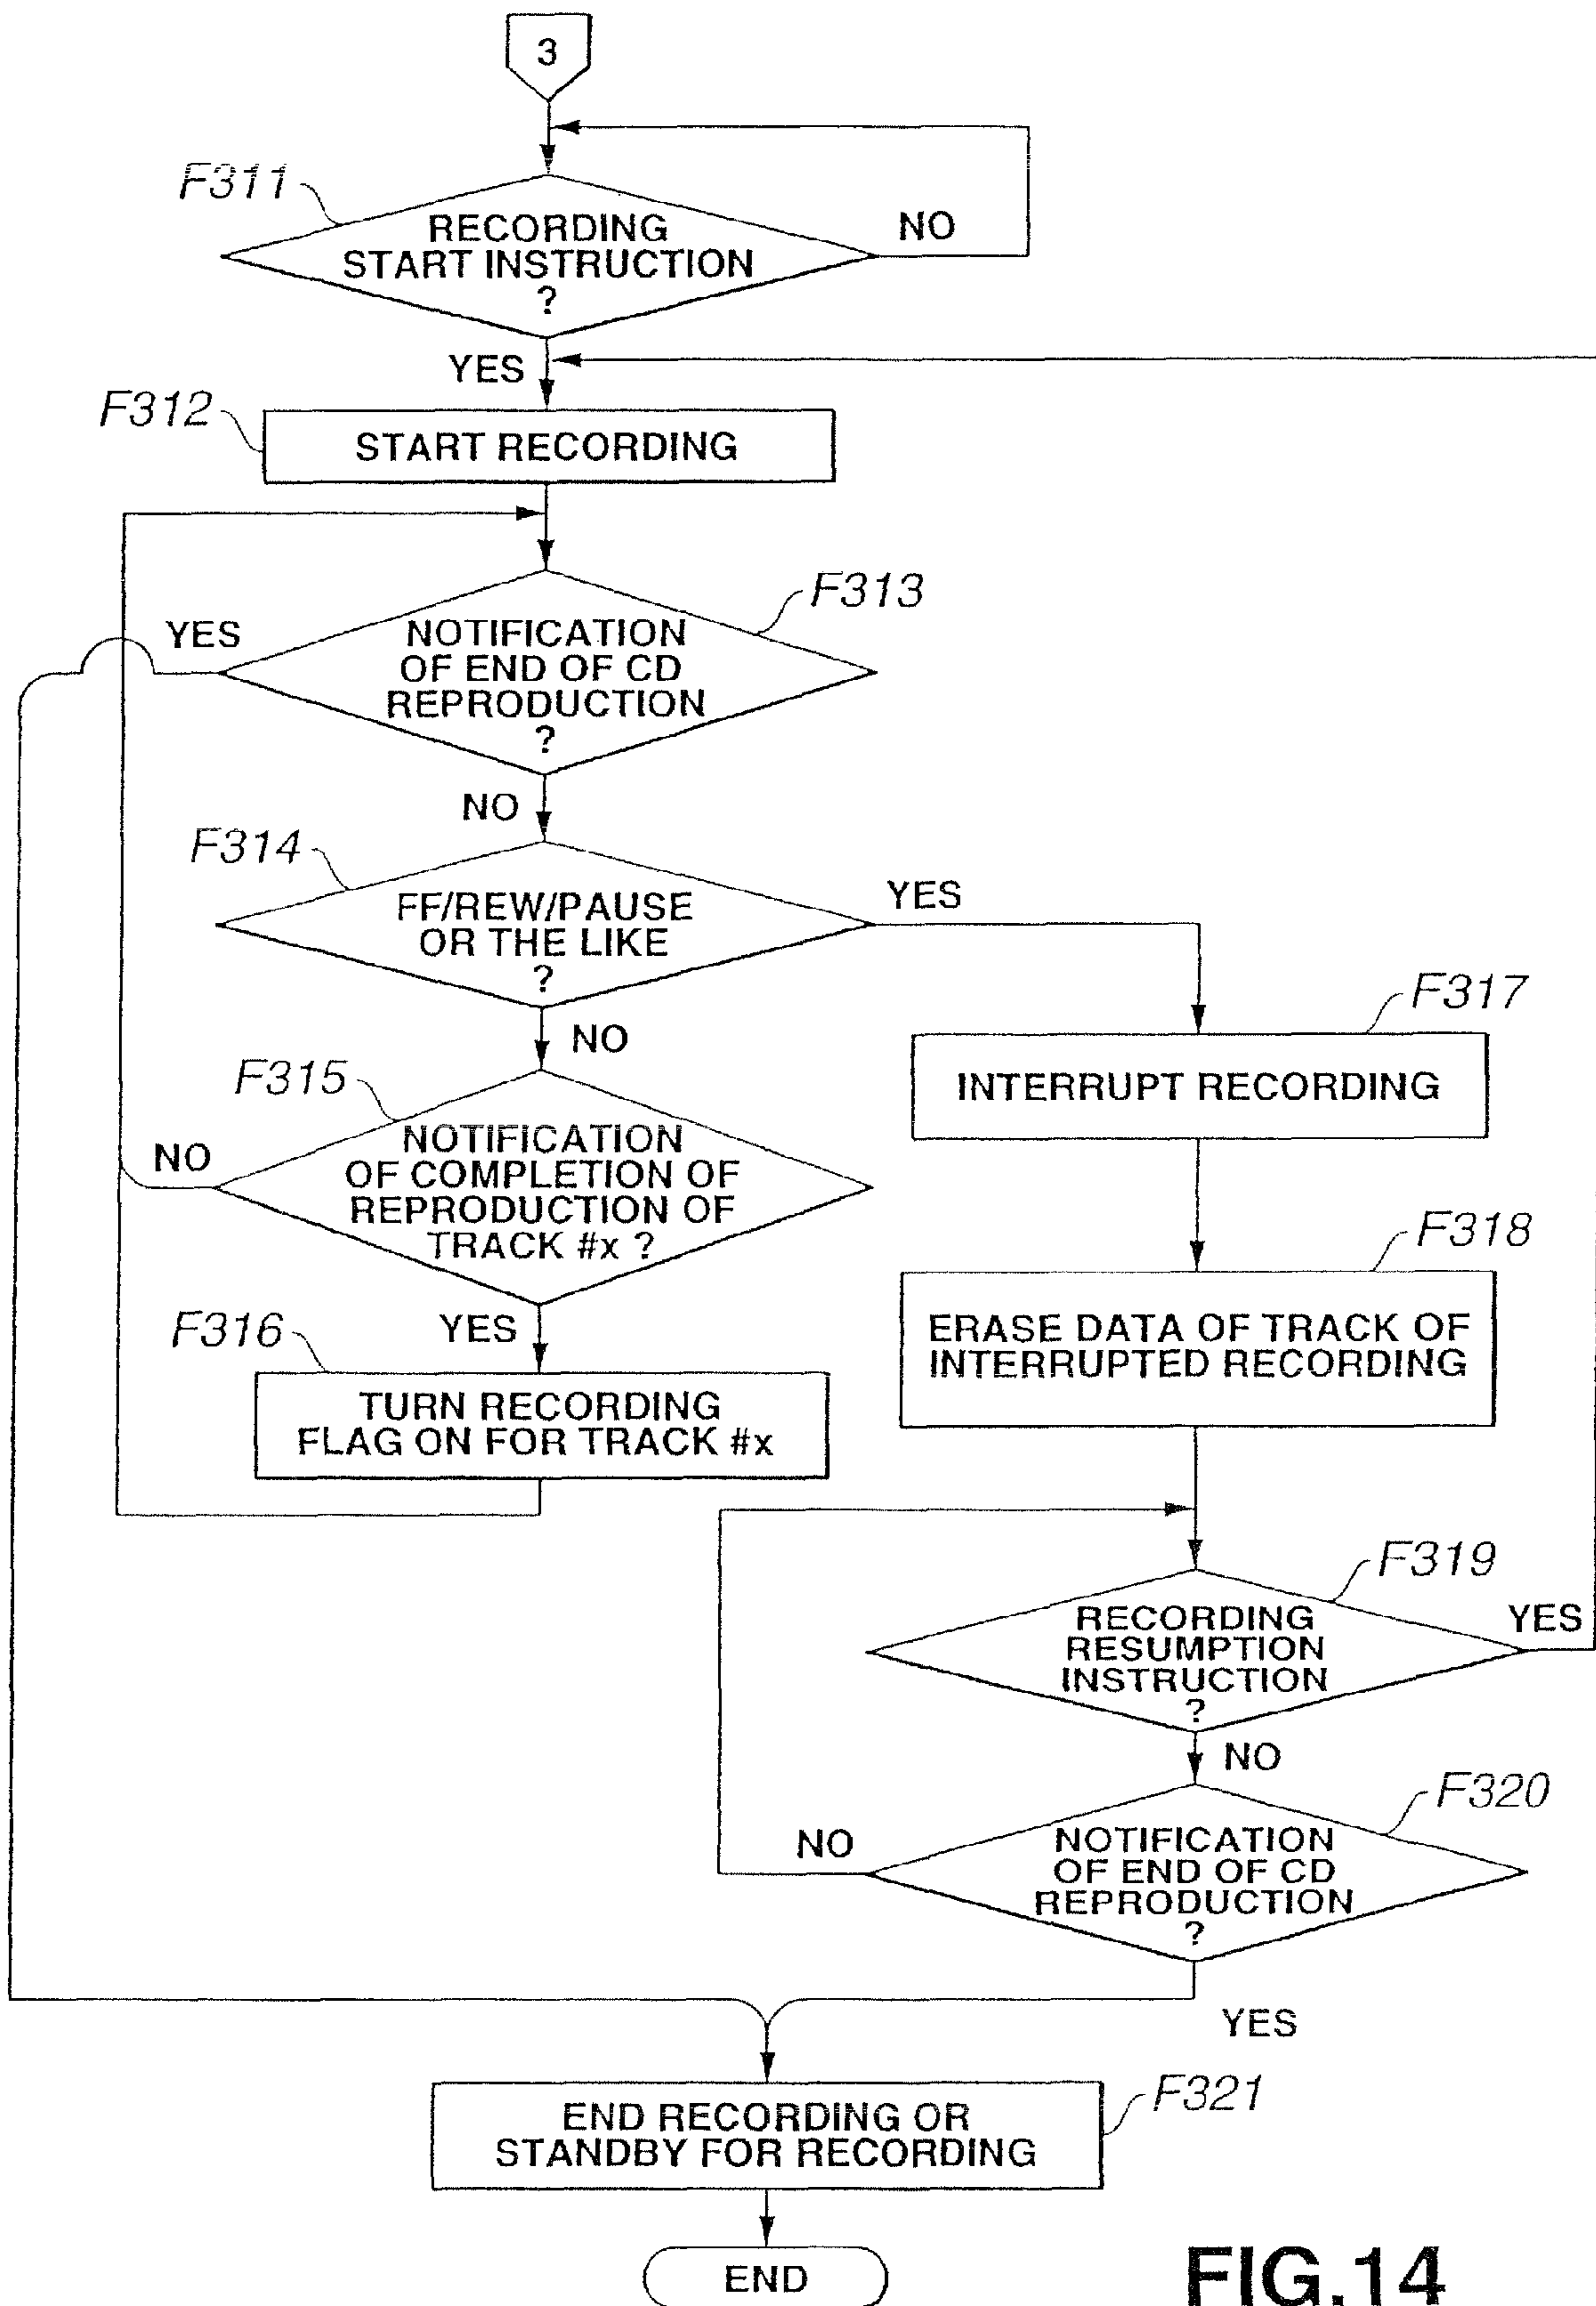 3
F311
RECORDING
START INSTRUCTION
?
NO
YES
F312
START RECORDING
F313
YES
NOTIFICATION
OF END OF CD
REPRODUCTION
?
NO
F314
FF/REW/PAUSE
OR THE LIKE
?
YES
NO
F317
INTERRUPT RECORDING
F315
NOTIFICATION
OF COMPLETION OF
REPRODUCTION OF
TRACK #x ?
NO
YES
F318
ERASE DATA OF TRACK OF
INTERRUPTED RECORDING
F316
TURN RECORDING
FLAG ON FOR TRACK #x
F319
RECORDING
RESUMPTION
INSTRUCTION
?
YES
NO
F320
NOTIFICATION
OF END OF CD
REPRODUCTION
?
NO
YES
F321
END RECORDING OR
STANDBY FOR RECORDING
END
FIG.14